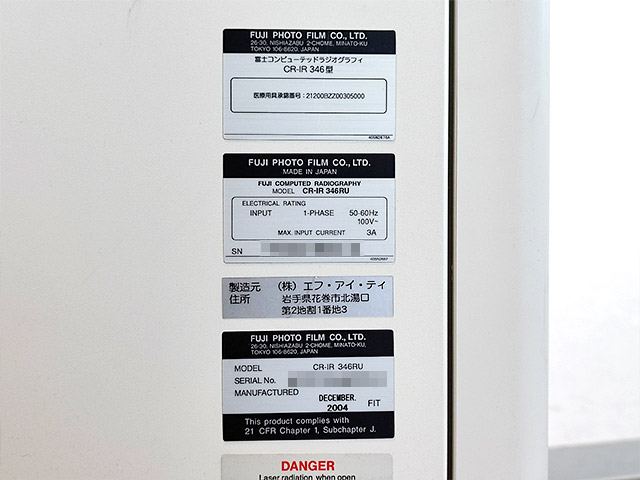 FUJI PHOTO FILM CO., LTD.
26-30, NISHIAZABU 2-CHOME, MINATO-KU
TOKYO 106-8620, JAPAN
富士コンピューテッドラジオグラフィ
CR-IR 346 型
医療用具承認番号：21200BZZ00305000
FUJI PHOTO FILM CO., LTD.
MADE IN JAPAN
FUJI COMPUTED RADIOGRAPHY
MODEL CR-IR 346RU
ELECTRICAL RATING
INPUT 1-PHASE 50-60Hz
100V~
MAX. INPUT CURRENT 3A
SN
製造元 （株）エフ・アイ・ティ
住所 岩手県花巻市北湯口
第2地割1番地3
FUJI PHOTO FILM CO., LTD.
26-30, NISHIAZABU 2-CHOME, MINATO-KU,
TOKYO 106-8620, JAPAN
MODEL CR-IR 346RU
SERIAL No.
MANUFACTURED
DECEMBER.
2004 FIT
This product complies with
21 CFR Chapter 1, Subchapter J.
DANGER
Laser radiation when open